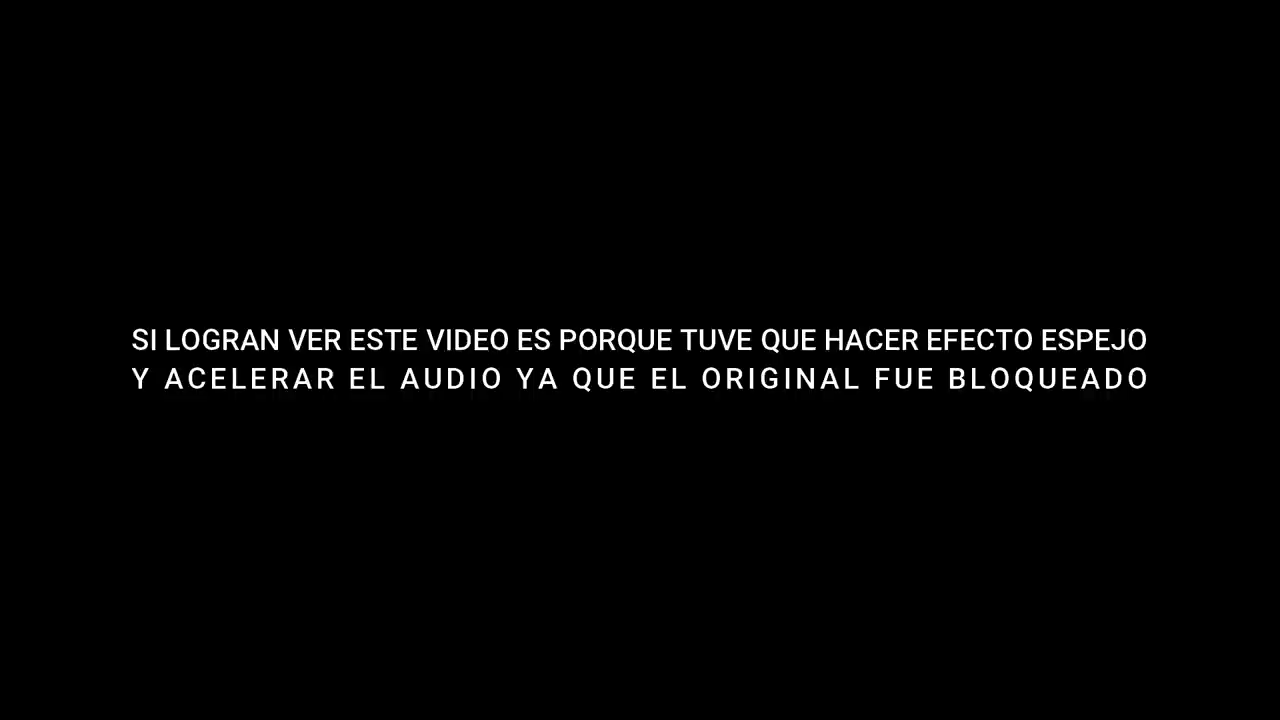 SI LOGRAN VER ESTE VIDEO ES PORQUE TUVE QUE HACER EFECTO ESPEJO
Y ACELERAR EL AUDIO YA QUE EL ORIGINAL FUE BLOQUEADO